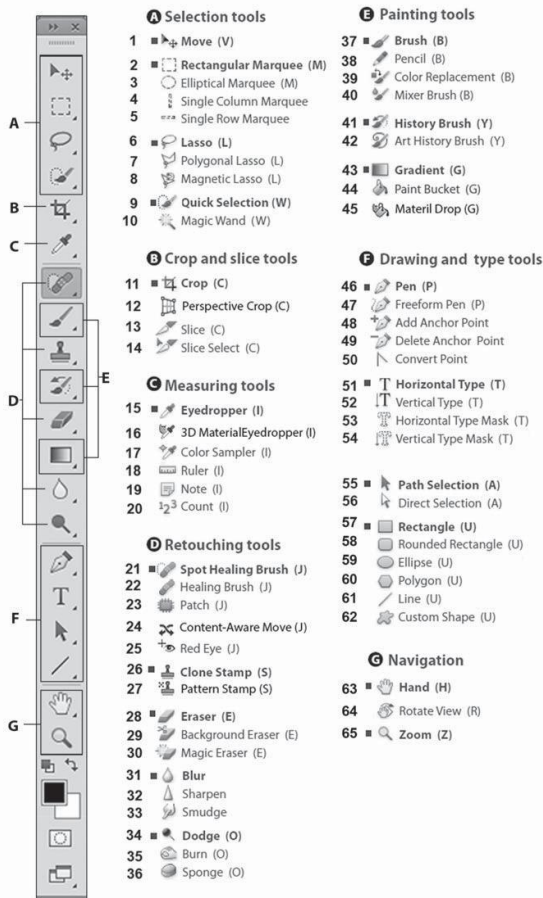 A Selection tools
1 Move (V)
2 Rectangular Marquee (M)
3 Elliptical Marquee (M)
4 Single Column Marquee
5 Single Row Marquee
6 Lasso (L)
7 Polygonal Lasso (L)
8 Magnetic Lasso (L)
9 Quick Selection (W)
10 Magic Wand (W)
B Crop and slice tools
11 Crop (C)
12 Perspective Crop (C)
13 Slice (C)
14 Slice Select (C)
C Measuring tools
15 Eyedropper (I)
16 3D MaterialEyedropper (I)
17 Color Sampler (I)
18 Ruler (I)
19 Note (I)
20 Count (I)
D Retouching tools
21 Spot Healing Brush (J)
22 Healing Brush (J)
23 Patch (J)
24 Content-Aware Move (J)
25 Red Eye (J)
26 Clone Stamp (S)
27 Pattern Stamp (S)
28 Eraser (E)
29 Background Eraser (E)
30 Magic Eraser (E)
31 Blur
32 Sharpen
33 Smudge
34 Dodge (O)
35 Burn (O)
36 Sponge (O)
E Painting tools
37 Brush (B)
38 Pencil (B)
39 Color Replacement (B)
40 Mixer Brush (B)
41 History Brush (Y)
42 Art History Brush (Y)
43 Gradient (G)
44 Paint Bucket (G)
45 Materil Drop (G)
F Drawing and type tools
46 Pen (P)
47 Freeform Pen (P)
48 Add Anchor Point
49 Delete Anchor Point
50 Convert Point
51 T Horizontal Type (T)
52 T Vertical Type (T)
53 Horizontal Type Mask (T)
54 Vertical Type Mask (T)
55 Path Selection (A)
56 Direct Selection (A)
57 Rectangle (U)
58 Rounded Rectangle (U)
59 Ellipse (U)
60 Polygon (U)
61 Line (U)
62 Custom Shape (U)
G Navigation
63 Hand (H)
64 Rotate View (R)
65 Zoom (Z)
A
B
C
D
E
F
G
T